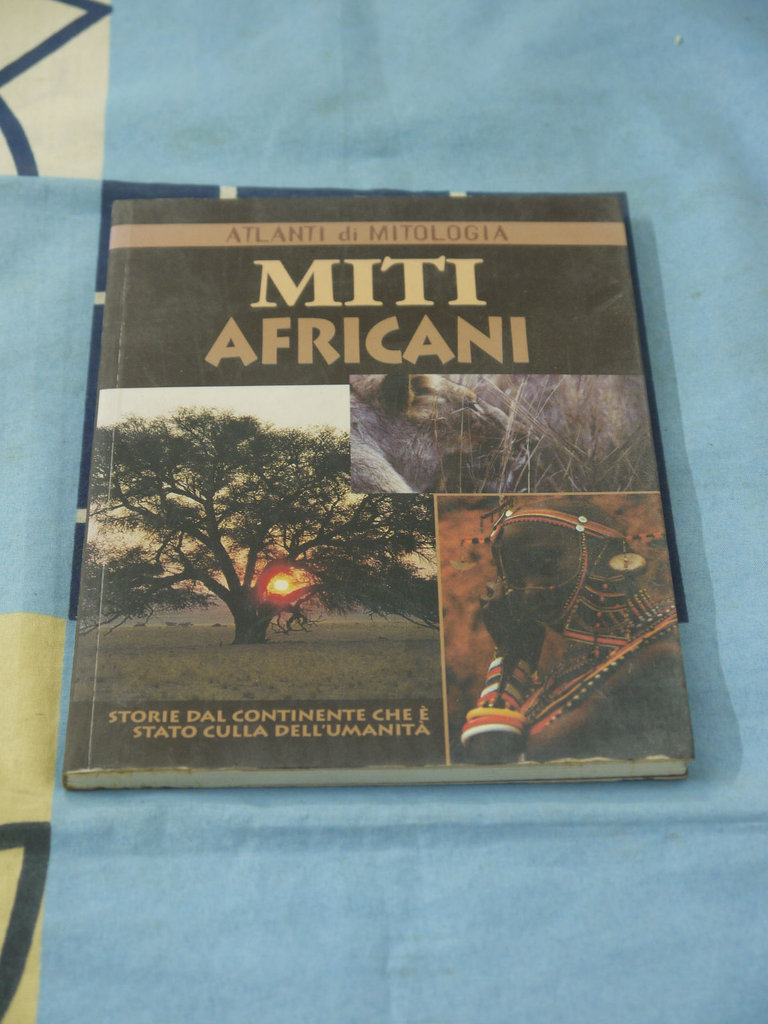 ATLANTI di MITOLOGIA
MITI
AFRICANI
STORIE DAL CONTINENTE CHE È
STATO CULLA DELL'UMANITÀ